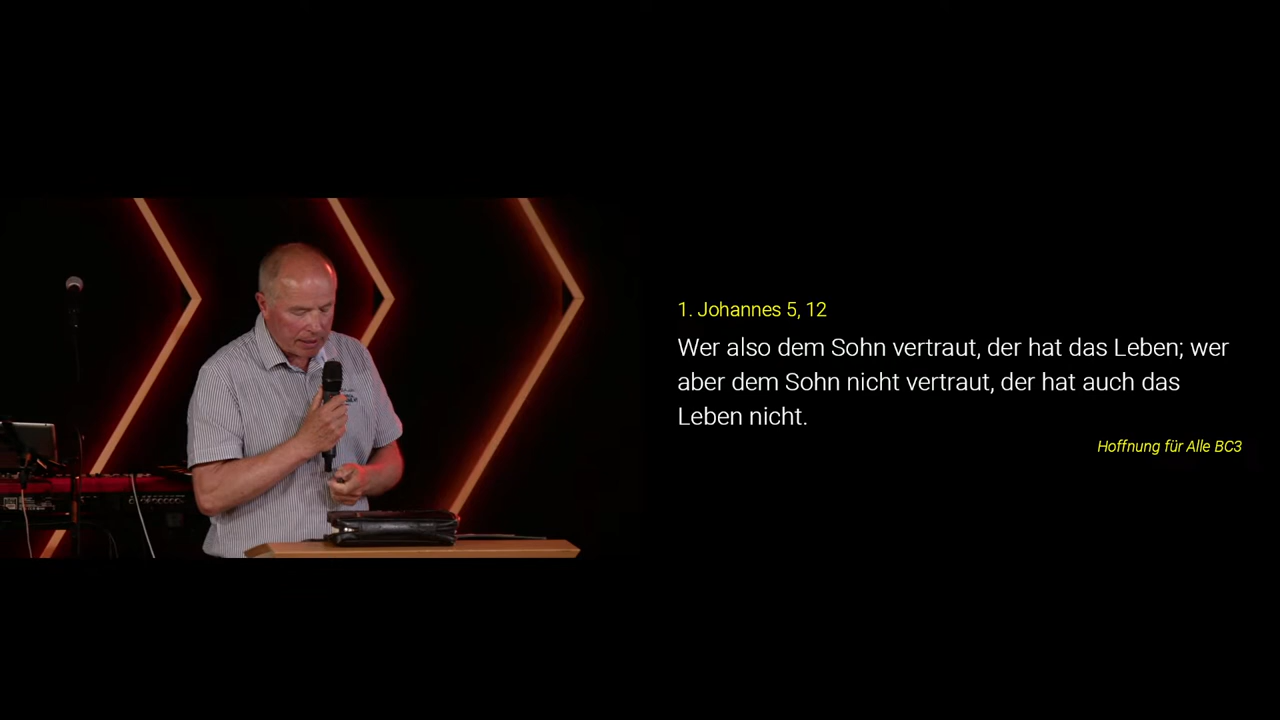 1. Johannes 5, 12
Wer also dem Sohn vertraut, der hat das Leben; wer
aber dem Sohn nicht vertraut, der hat auch das
Leben nicht.
Hoffnung für Alle BC3